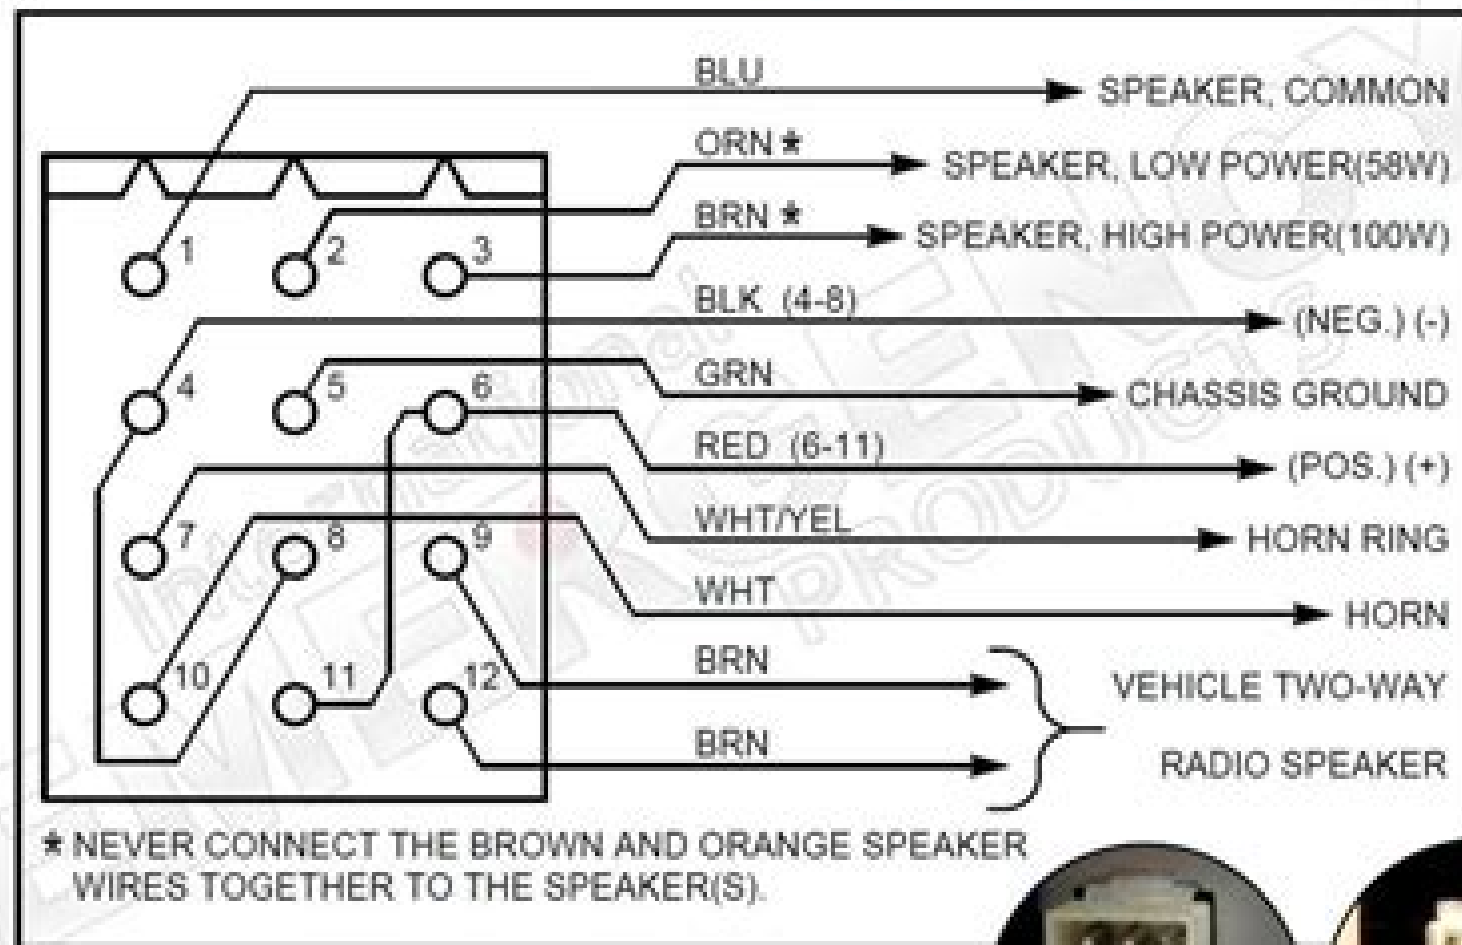 BLU
SPEAKER, COMMON
ORN *
SPEAKER, LOW POWER(58W)
BRN *
SPEAKER, HIGH POWER(100W)
1
2
3
BLK (4-8)
(NEG.) (-)
4
5
6
GRN
CHASSIS GROUND
RED (6-11)
(POS.) (+)
WHT/YEL
HORN RING
7
8
9
WHT
HORN
10
11
12
BRN
VEHICLE TWO-WAY
BRN
RADIO SPEAKER
* NEVER CONNECT THE BROWN AND ORANGE SPEAKER
WIRES TOGETHER TO THE SPEAKER(S).
International
EMERGENCY
PRODUCTS